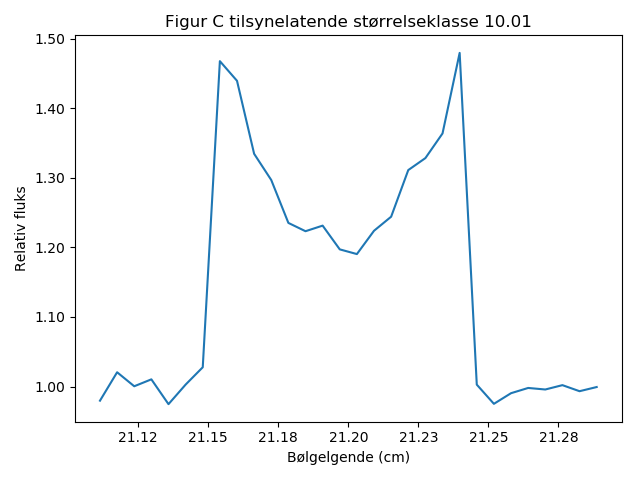 Figur C tilsynelatende størrelseklasse 10.01
Relativ fluks
1.50
1.40
1.30
1.20
1.10
1.00
21.12 21.15 21.18 21.20 21.23 21.25 21.28
Bølgelgende (cm)